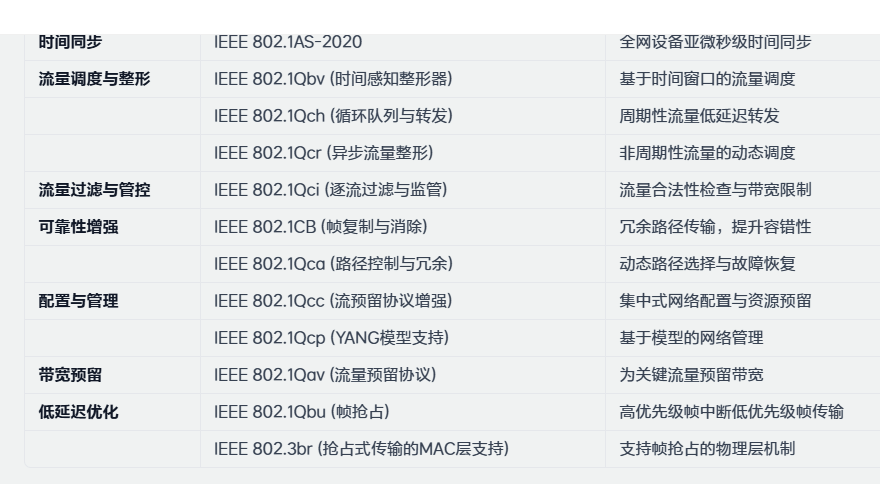 时间同步 IEEE 802.1AS-2020 全网设备亚微秒级时间同步
流量调度与整形 IEEE 802.1Qbv (时间感知整形器) 基于时间窗口的流量调度
IEEE 802.1Qch (循环队列与转发) 周期性流量低延迟转发
IEEE 802.1Qcr (异步流量整形) 非周期性流量的动态调度
流量过滤与管控 IEEE 802.1Qci (逐流过滤与监管) 流量合法性检查与带宽限制
可靠性增强 IEEE 802.1CB (帧复制与消除) 冗余路径传输，提升容错性
IEEE 802.1Qca (路径控制与冗余) 动态路径选择与故障恢复
配置与管理 IEEE 802.1Qcc (流预留协议增强) 集中式网络配置与资源预留
IEEE 802.1Qcp (YANG模型支持) 基于模型的网络管理
带宽预留 IEEE 802.1Qav (流量预留协议) 为关键流量预留带宽
低延迟优化 IEEE 802.1Qbu (帧抢占) 高优先级帧中断低优先级帧传输
IEEE 802.3br (抢占式传输的MAC层支持) 支持帧抢占的物理层机制